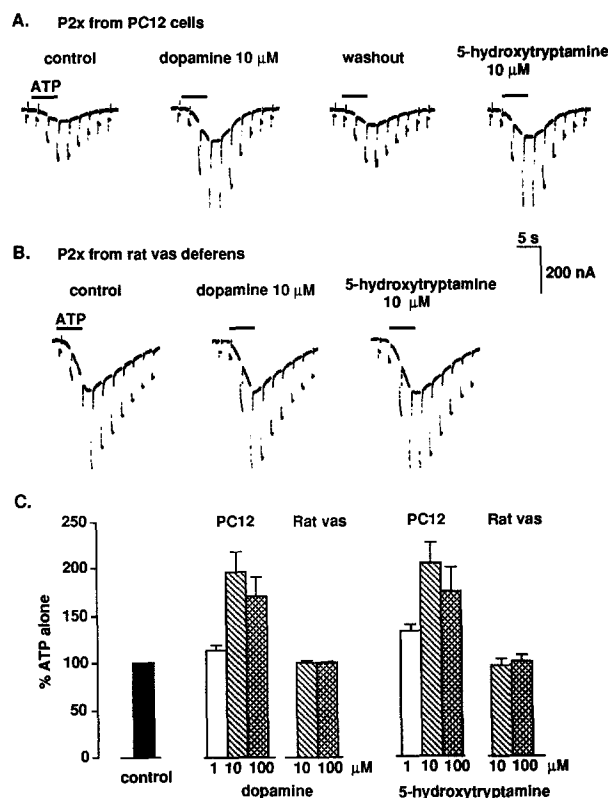 A. P2x from PC12 cells
control dopamine 10 µM washout 5-hydroxytryptamine
10 µM
ATP
5 s
200 nA
B. P2x from rat vas deferens
control dopamine 10 µM 5-hydroxytryptamine
10 µM
ATP
C.
PC12 Rat vas PC12 Rat vas
% ATP alone
250
200
150
100
50
0
control
1 10 100 10 100 µM 1 10 100 10 100 µM
dopamine 5-hydroxytryptamine